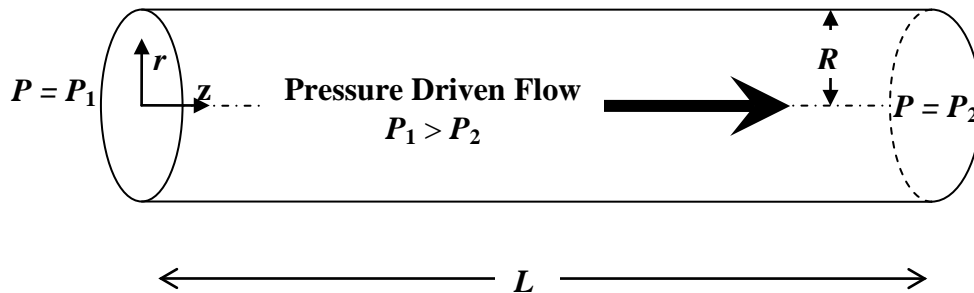 r
R
P = P₁
z
Pressure Driven Flow
P = P₂
P₁ > P₂
L